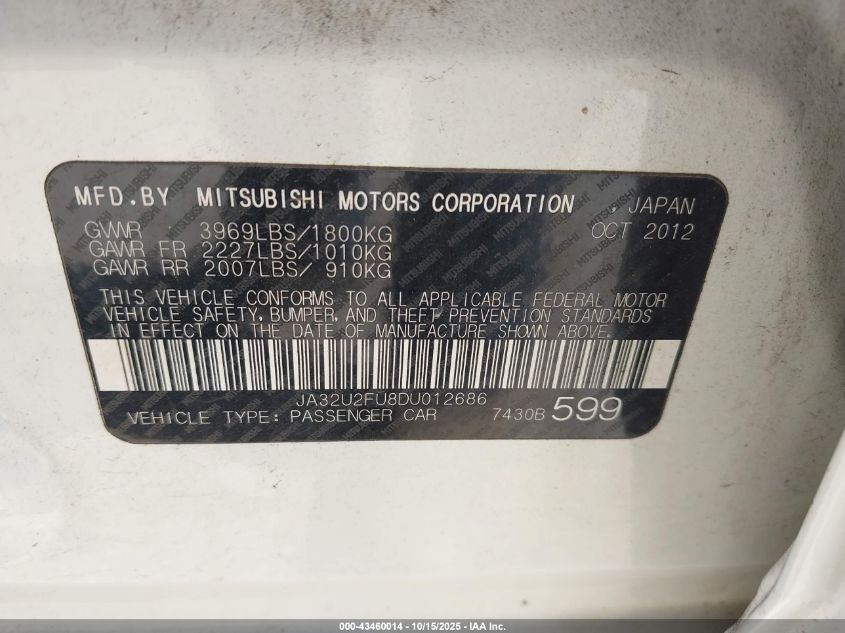 MFD.BY MITSUBISHI MOTORS CORPORATION JAPAN
GVWR 3969LBS/1800KG OCT 2012
GAWR FR 2227LBS/1010KG
GAWR RR 2007LBS/ 910KG
THIS VEHICLE CONFORMS TO ALL APPLICABLE FEDERAL MOTOR
VEHICLE SAFETY, BUMPER, AND THEFT PREVENTION STANDARDS
IN EFFECT ON THE DATE OF MANUFACTURE SHOWN ABOVE.
JA32U2FU8DU012686
VEHICLE TYPE: PASSENGER CAR 7430B 599
000-43460014 - 10/15/2025 - IAA Inc.